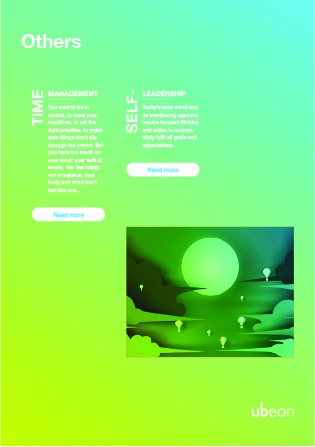 Others
TIME
MANAGEMENT
You want to be in
control, to meet your
deadlines, to set the
right priorities, to make
sure things don't slip
through the cracks. But
you have too much on
your mind; your tank is
empty. You feel totally
out of balance, your
body and mind don't
feel like one...
Read more
SELF-
LEADERSHIP
Today's busy world and
its overflowing agendas
require focused thinking
and action to success-
fully fulfil all goals and
expectations.
Read more
ubeon